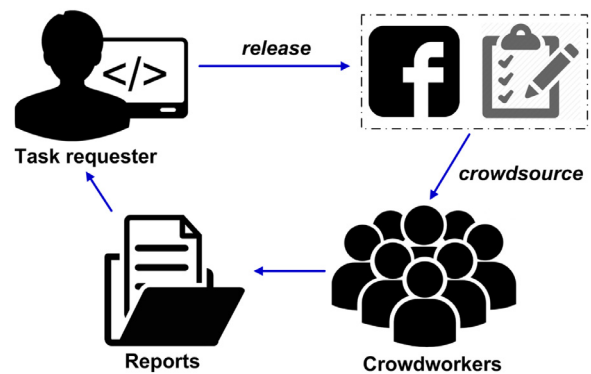 release
</>
Task requester
crowdsource
Reports
Crowdworkers